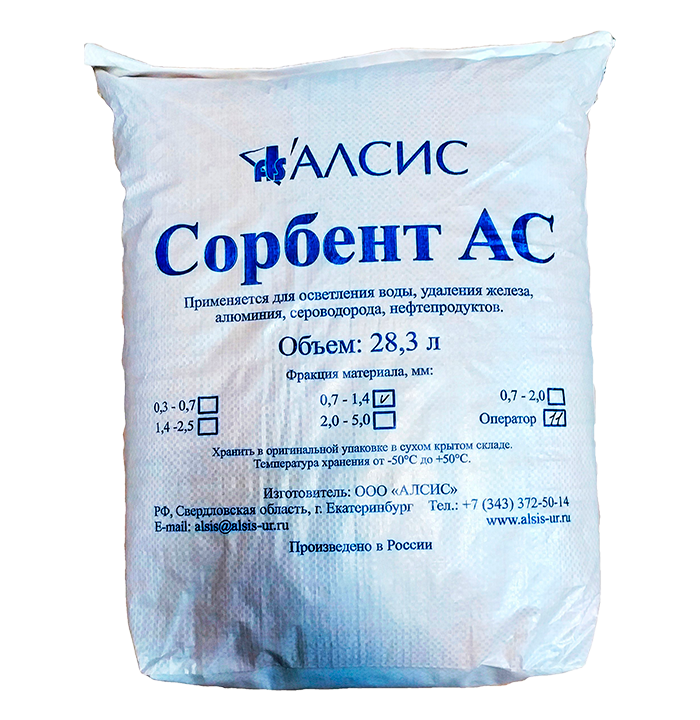 ALS АЛСИС
Сорбент АС
Применяется для осветления воды, удаления железа,
алюминия, сероводорода, нефтепродуктов.
Объем: 28,3 л
Фракция материала, мм:
0,3 - 0,7 0,7 - 1,4 V 0,7 - 2,0
1,4 -2,5 2,0 - 5,0 Оператор 11
Хранить в оригинальной упаковке в сухом крытом складе.
Температура хранения от -50°С до +50°С.
Изготовитель: ООО «АЛСИС»
РФ, Свердловская область, г. Екатеринбург Тел.: +7 (343) 372-50-14
E-mail: alsis@alsis-ur.ru www.alsis-ur.ru
Произведено в России